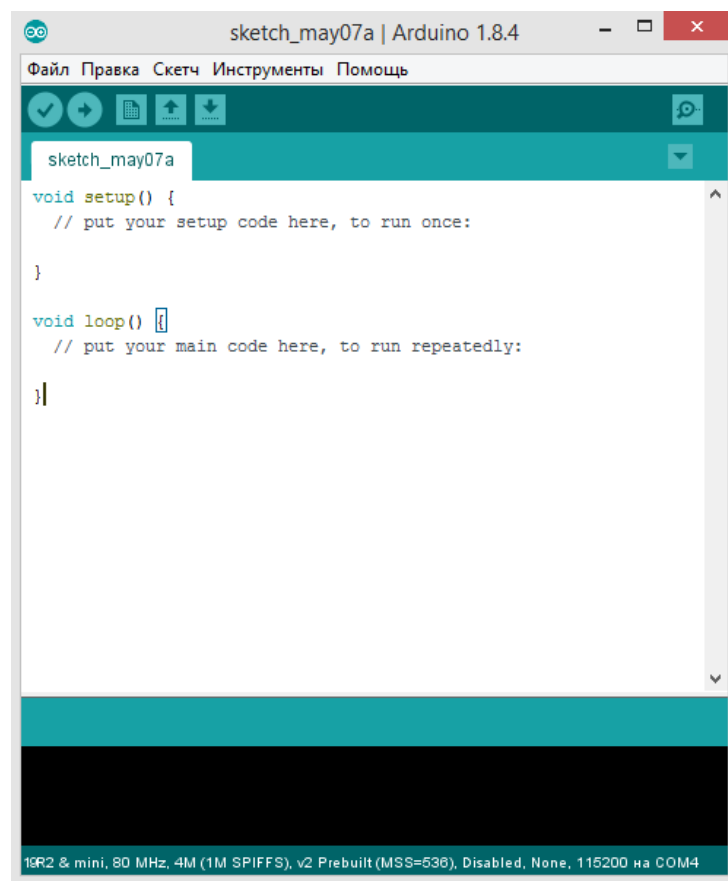 sketch_may07a | Arduino 1.8.4
Файл Правка Скетч Инструменты Помощь
sketch_may07a
void setup() {
  // put your setup code here, to run once:
}
void loop() {
  // put your main code here, to run repeatedly:
}
R2 & mini, 80 MHz, 4M (1M SPIFFS), v2 Prebuilt (MSS=536), Disabled, None, 115200 на COM4